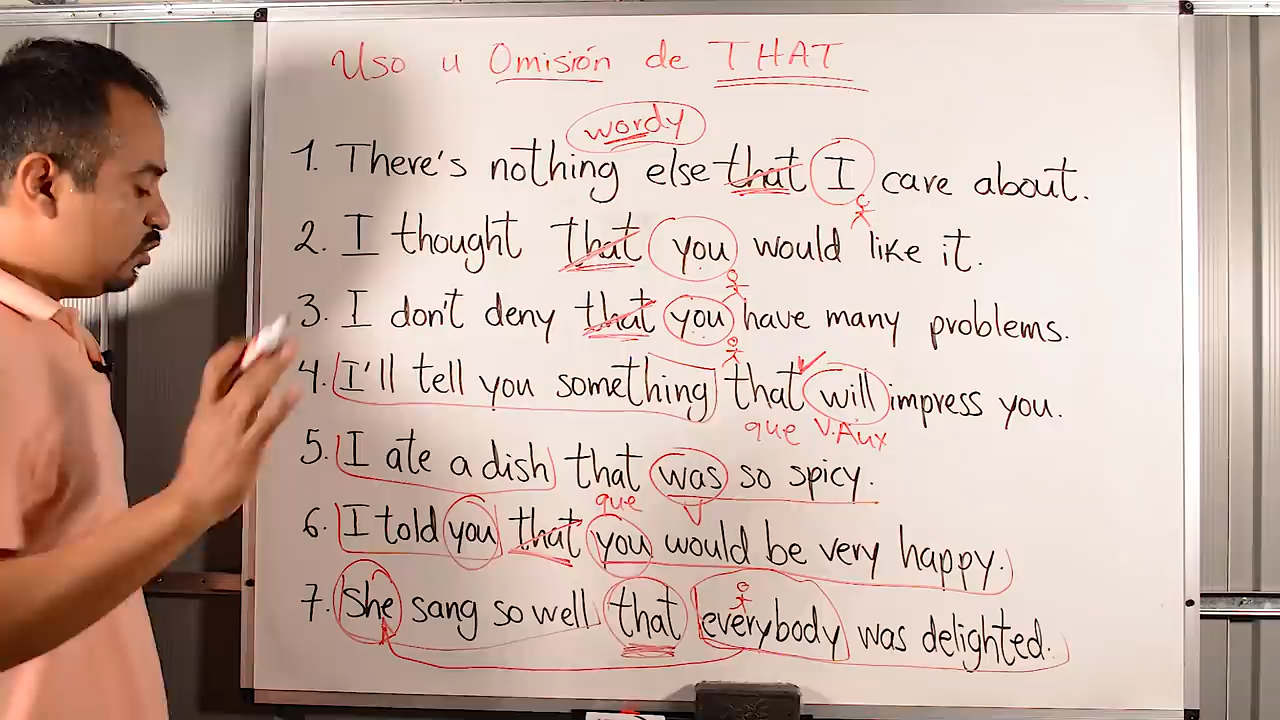 Uso u Omisión de THAT
wordy
1. There's nothing else that I care about.
2. I thought that you would like it.
3. I don't deny that you have many problems.
4. I'll tell you something that will impress you.
que V.Aux
5. I ate a dish that was so spicy.
que V
6. I told you that you would be very happy.
7. She sang so well that everybody was delighted.